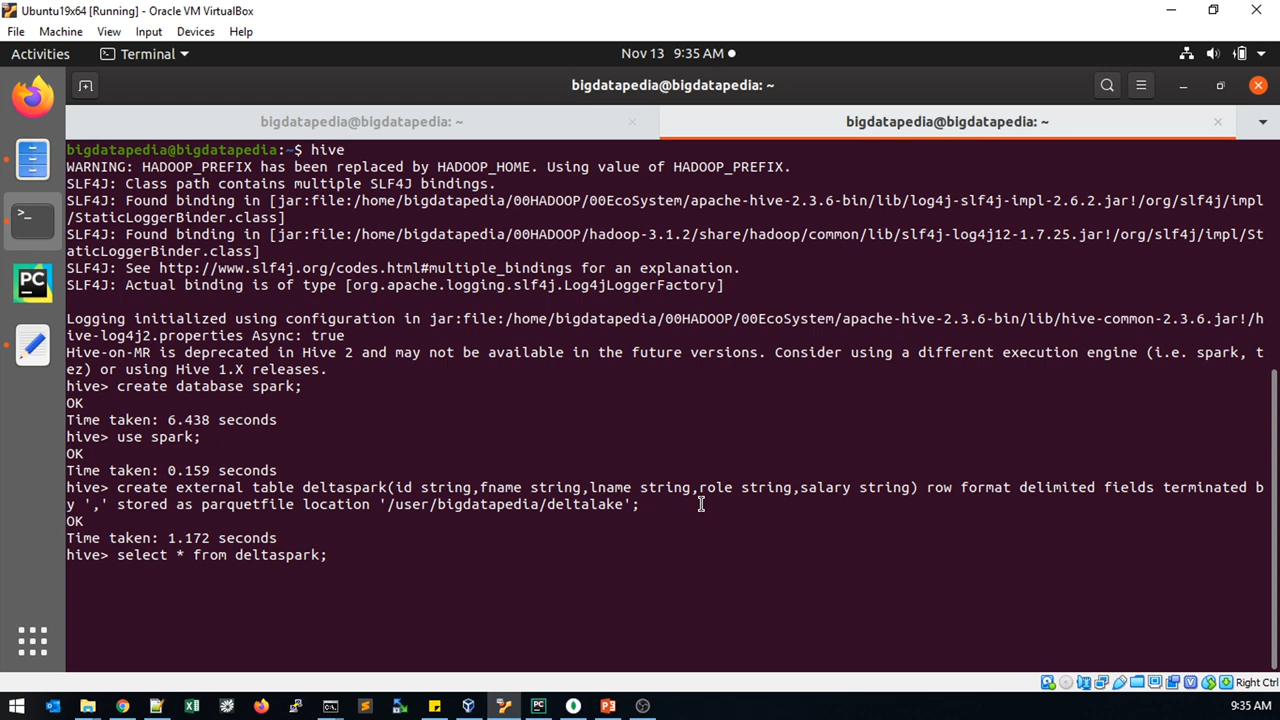 Ubuntu19x64 [Running] - Oracle VM VirtualBox
File Machine View Input Devices Help
Activities Terminal Nov 13 9:35 AM
bigdatapedia@bigdatapedia: ~
bigdatapedia@bigdatapedia: ~ bigdatapedia@bigdatapedia: ~
bigdatapedia@bigdatapedia:~$ hive
WARNING: HADOOP_PREFIX has been replaced by HADOOP_HOME. Using value of HADOOP_PREFIX.
SLF4J: Class path contains multiple SLF4J bindings.
SLF4J: Found binding in [jar:file:/home/bigdatapedia/00HADOOP/00EcoSystem/apache-hive-2.3.6-bin/lib/log4j-slf4j-impl-2.6.2.jar!/org/slf4j/impl
/StaticLoggerBinder.class]
SLF4J: Found binding in [jar:file:/home/bigdatapedia/00HADOOP/hadoop-3.1.2/share/hadoop/common/lib/slf4j-log4j12-1.7.25.jar!/org/slf4j/impl/St
aticLoggerBinder.class]
SLF4J: See http://www.slf4j.org/codes.html#multiple_bindings for an explanation.
SLF4J: Actual binding is of type [org.apache.logging.slf4j.Log4jLoggerFactory]
Logging initialized using configuration in jar:file:/home/bigdatapedia/00HADOOP/00EcoSystem/apache-hive-2.3.6-bin/lib/hive-common-2.3.6.jar!/h
ive-log4j2.properties Async: true
Hive-on-MR is deprecated in Hive 2 and may not be available in the future versions. Consider using a different execution engine (i.e. spark, t
ez) or using Hive 1.X releases.
hive> create database spark;
OK
Time taken: 6.438 seconds
hive> use spark;
OK
Time taken: 0.159 seconds
hive> create external table deltaspark(id string,fname string,lname string,role string,salary string) row format delimited fields terminated b
y ',' stored as parquetfile location '/user/bigdatapedia/deltalake';
OK
Time taken: 1.172 seconds
hive> select * from deltaspark;
PC
Right Ctrl
9:35 AM